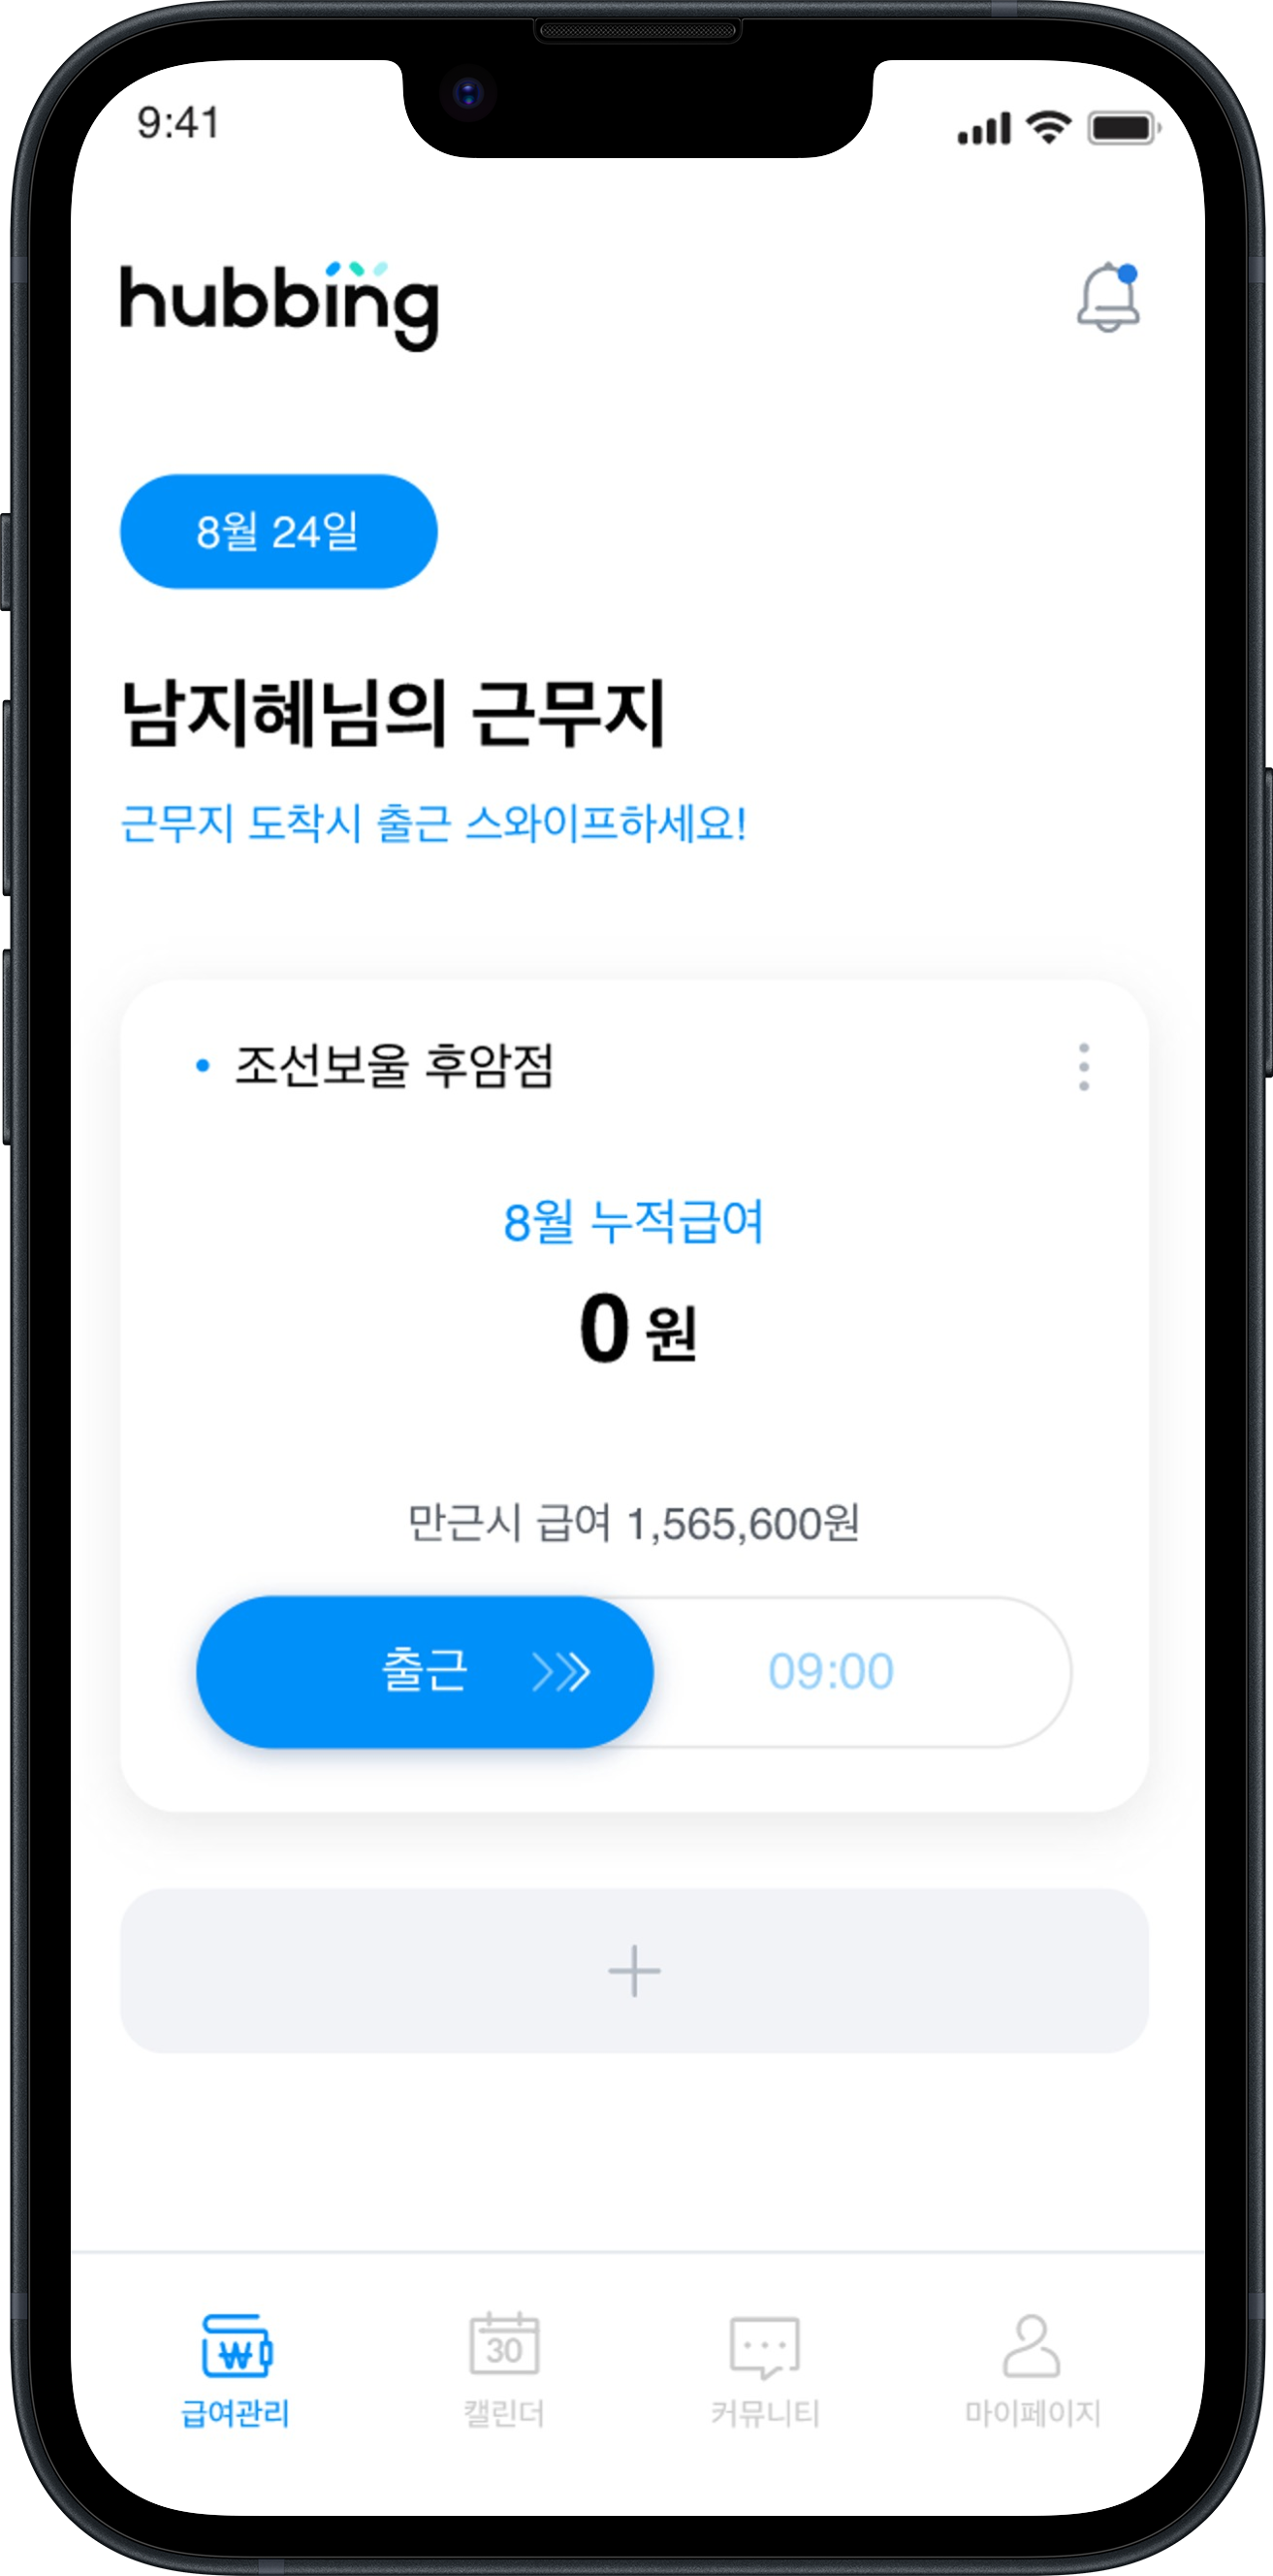 9:41
hubbing
8월 24일
남지혜님의 근무지
근무지 도착시 출근 스와이프하세요!
조선보울 후암점
8월 누적급여
0 원
만근시 급여 1,565,600원
출근 09:00
30
급여관리 캘린더 커뮤니티 마이페이지